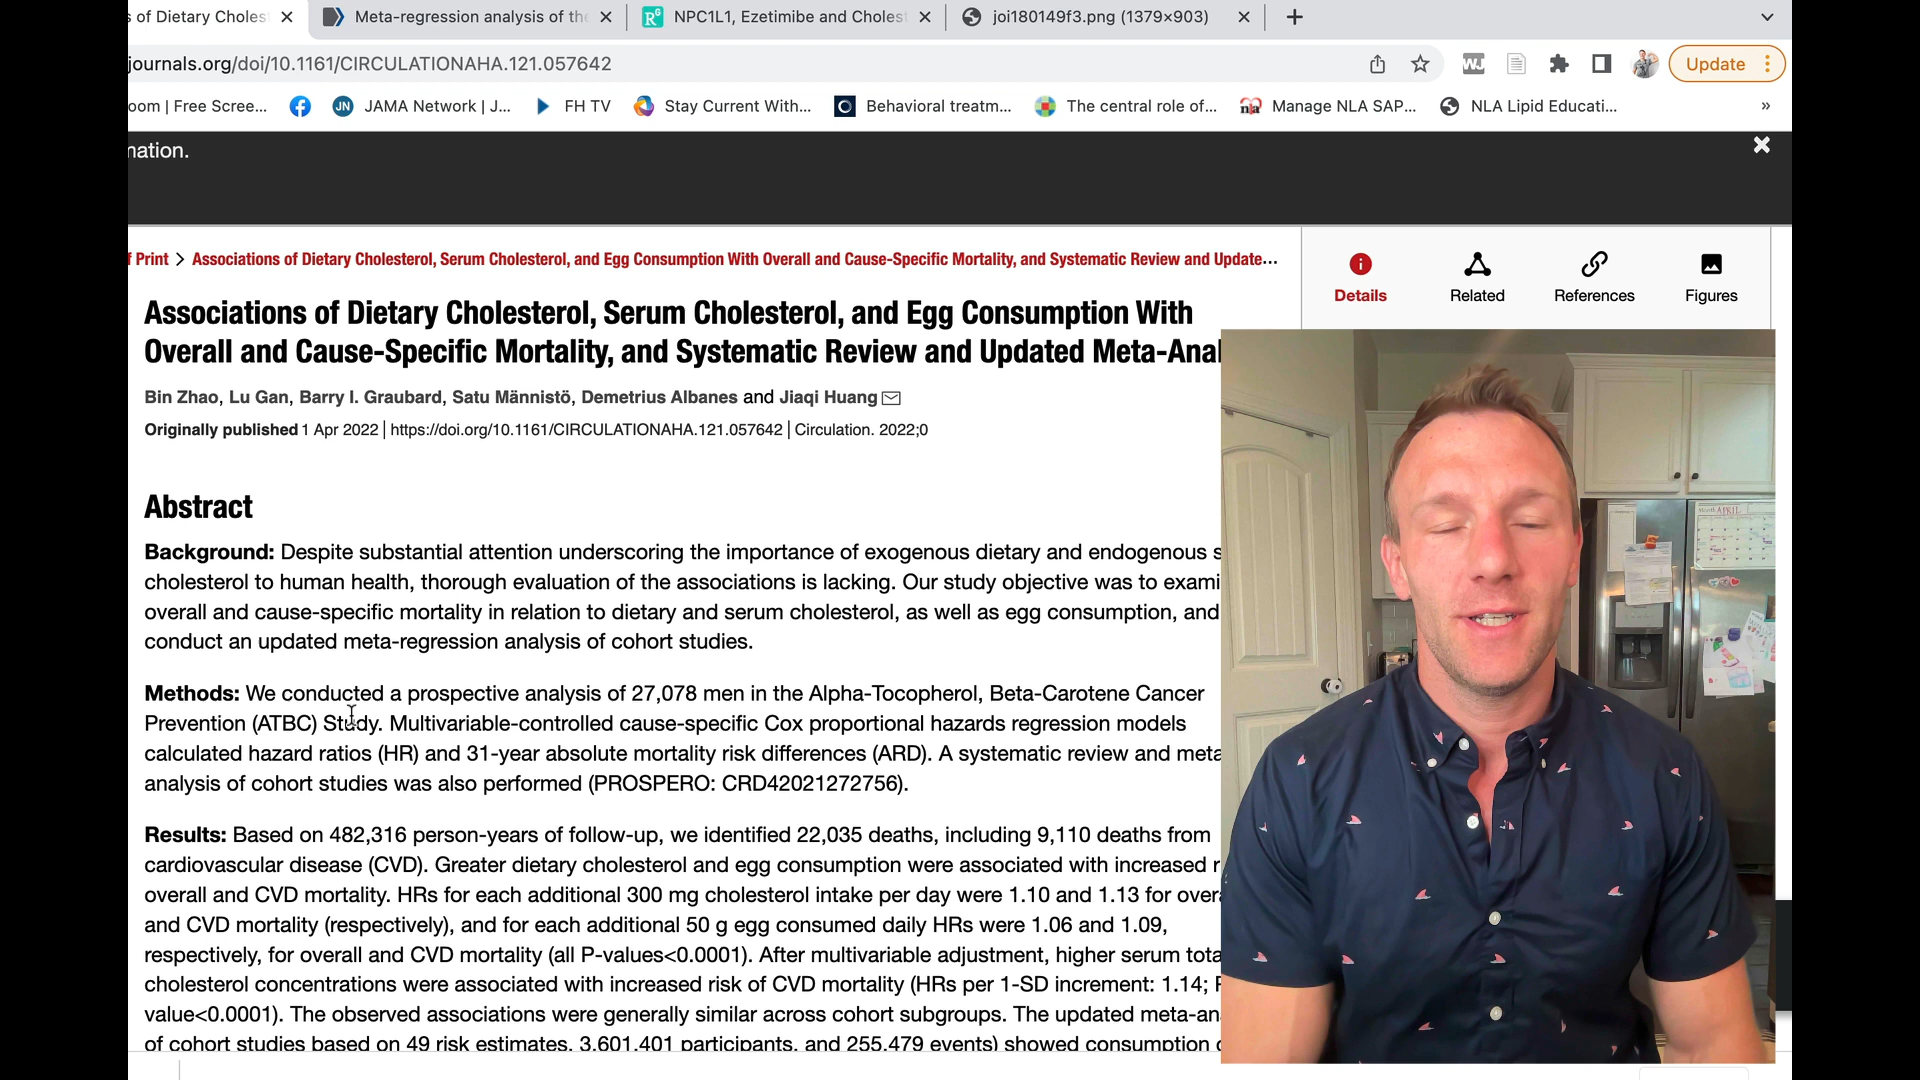 s of Dietary Choles
Meta-regression analysis of the
NPC1L1, Ezetimibe and Cholest
joi180149f3.png (1379×903)
journals.org/doi/10.1161/CIRCULATIONAHA.121.057642
WJ
Update
oom | Free Scree...
JN JAMA Network | J...
FH TV
Stay Current With...
Behavioral treatm...
The central role of...
nla Manage NLA SAP...
NLA Lipid Educati...
»
mation.
f Print > Associations of Dietary Cholesterol, Serum Cholesterol, and Egg Consumption With Overall and Cause-Specific Mortality, and Systematic Review and Update...
Details
Related
References
Figures
Associations of Dietary Cholesterol, Serum Cholesterol, and Egg Consumption With
Overall and Cause-Specific Mortality, and Systematic Review and Updated Meta-Anal
Bin Zhao, Lu Gan, Barry I. Graubard, Satu Männistö, Demetrius Albanes and Jiaqi Huang
Originally published 1 Apr 2022 | https://doi.org/10.1161/CIRCULATIONAHA.121.057642 | Circulation. 2022;0
Abstract
Background: Despite substantial attention underscoring the importance of exogenous dietary and endogenous s
cholesterol to human health, thorough evaluation of the associations is lacking. Our study objective was to exami
overall and cause-specific mortality in relation to dietary and serum cholesterol, as well as egg consumption, and
conduct an updated meta-regression analysis of cohort studies.
Methods: We conducted a prospective analysis of 27,078 men in the Alpha-Tocopherol, Beta-Carotene Cancer
Prevention (ATBC) Study. Multivariable-controlled cause-specific Cox proportional hazards regression models
calculated hazard ratios (HR) and 31-year absolute mortality risk differences (ARD). A systematic review and meta
analysis of cohort studies was also performed (PROSPERO: CRD42021272756).
Results: Based on 482,316 person-years of follow-up, we identified 22,035 deaths, including 9,110 deaths from
cardiovascular disease (CVD). Greater dietary cholesterol and egg consumption were associated with increased r
overall and CVD mortality. HRs for each additional 300 mg cholesterol intake per day were 1.10 and 1.13 for over
and CVD mortality (respectively), and for each additional 50 g egg consumed daily HRs were 1.06 and 1.09,
respectively, for overall and CVD mortality (all P-values<0.0001). After multivariable adjustment, higher serum tota
cholesterol concentrations were associated with increased risk of CVD mortality (HRs per 1-SD increment: 1.14; P
value<0.0001). The observed associations were generally similar across cohort subgroups. The updated meta-an
of cohort studies based on 49 risk estimates, 3,601,401 participants, and 255,479 events) showed consumption o
APRIL